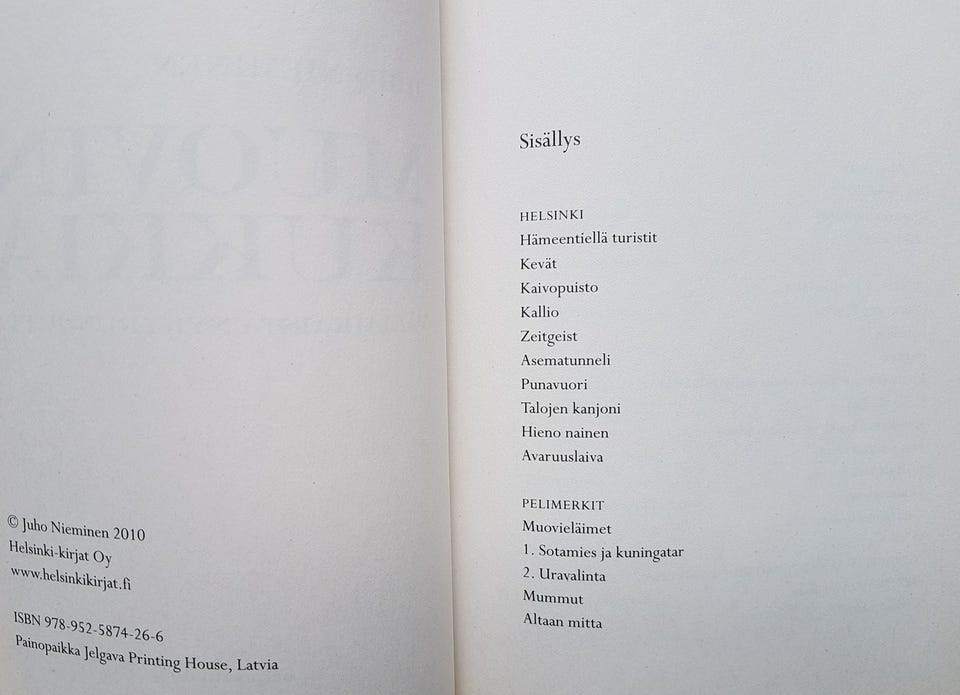 © Juho Nieminen 2010
Helsinki-kirjat Oy
www.helsinkikirjat.fi
ISBN 978-952-5874-26-6
Painopaikka Jelgava Printing House, Latvia
Sisällys
HELSINKI
Hämeentiellä turistit
Kevät
Kaivopuisto
Kallio
Zeitgeist
Asematunneli
Punavuori
Talojen kanjoni
Hieno nainen
Avaruuslaiva
PELIMERKIT
Muovieläimet
1. Sotamies ja kuningatar
2. Uravalinta
Mummut
Altaan mitta